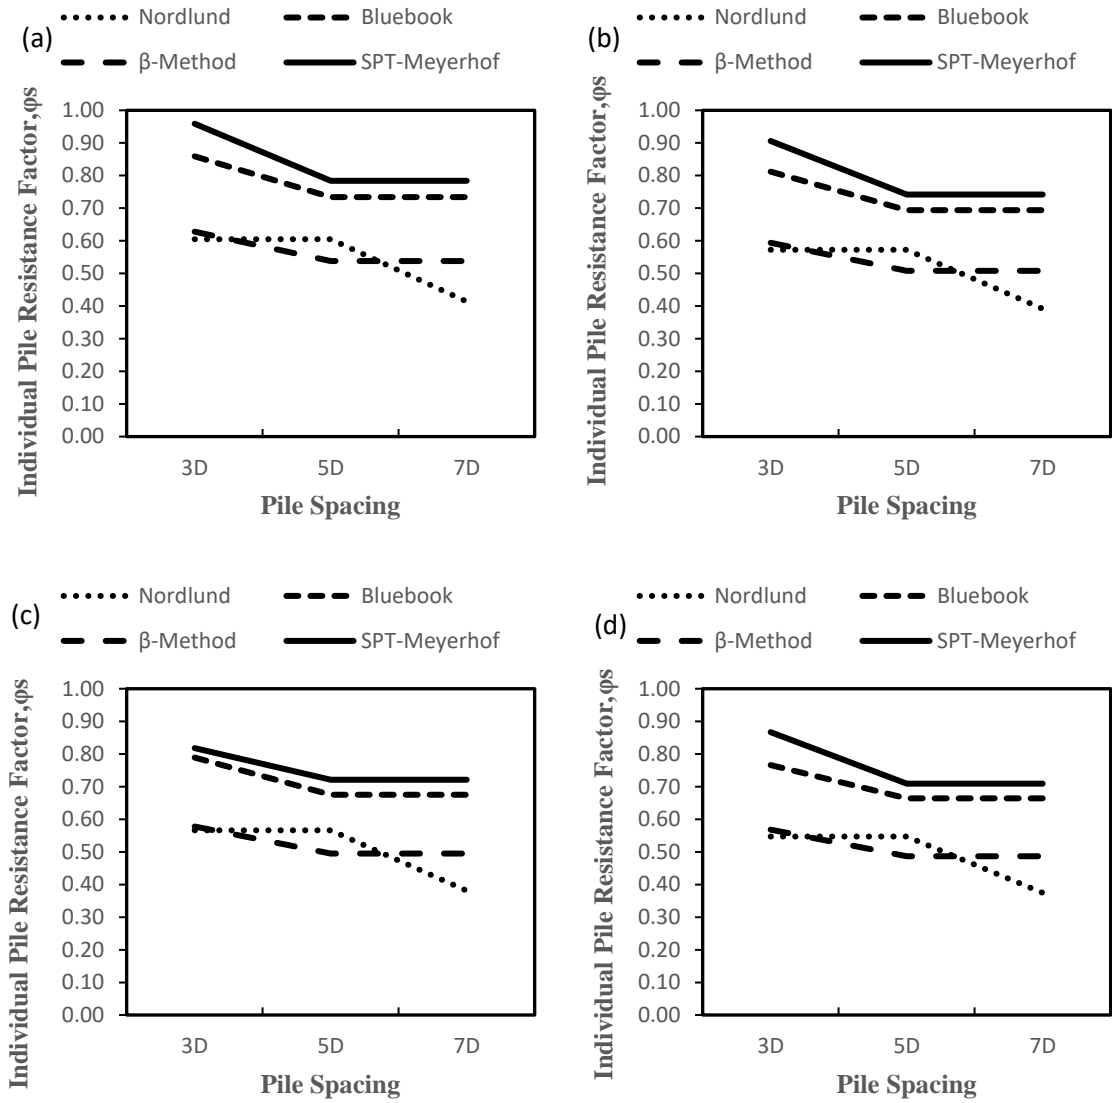 (a)
Nordlund
Bluebook
β-Method
SPT-Meyerhof
Individual Pile Resistance Factor,φs
1.00
0.90
0.80
0.70
0.60
0.50
0.40
0.30
0.20
0.10
0.00
3D 5D 7D
Pile Spacing
(b)
Nordlund
Bluebook
β-Method
SPT-Meyerhof
Individual Pile Resistance Factor,φs
1.00
0.90
0.80
0.70
0.60
0.50
0.40
0.30
0.20
0.10
0.00
3D 5D 7D
Pile Spacing
(c)
Nordlund
Bluebook
β-Method
SPT-Meyerhof
Individual Pile Resistance Factor,φs
1.00
0.90
0.80
0.70
0.60
0.50
0.40
0.30
0.20
0.10
0.00
3D 5D 7D
Pile Spacing
(d)
Nordlund
Bluebook
β-Method
SPT-Meyerhof
Individual Pile Resistance Factor,φs
1.00
0.90
0.80
0.70
0.60
0.50
0.40
0.30
0.20
0.10
0.00
3D 5D 7D
Pile Spacing